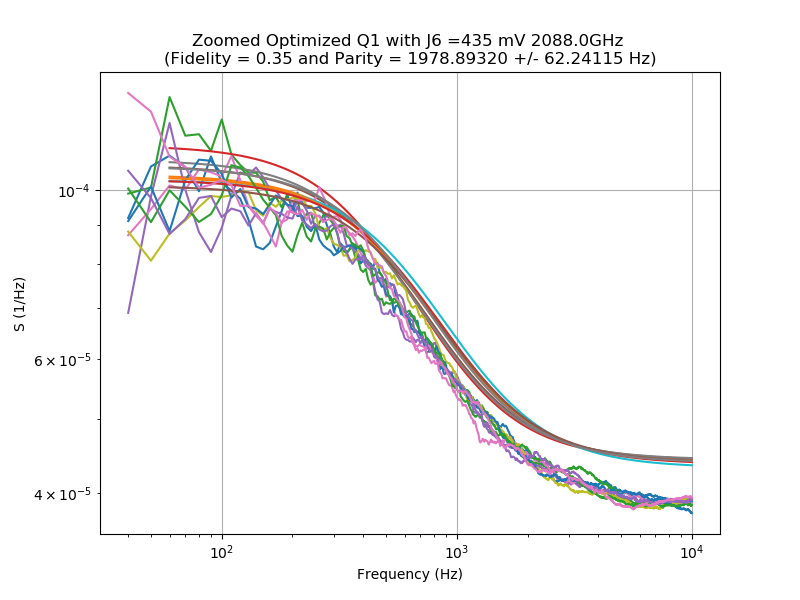 Zoomed Optimized Q1 with J6 =435 mV 2088.0GHz
(Fidelity = 0.35 and Parity = 1978.89320 +/- 62.24115 Hz)
S (1/Hz)
10⁻⁴
6 × 10⁻⁵
4 × 10⁻⁵
10² 10³ 10⁴
Frequency (Hz)